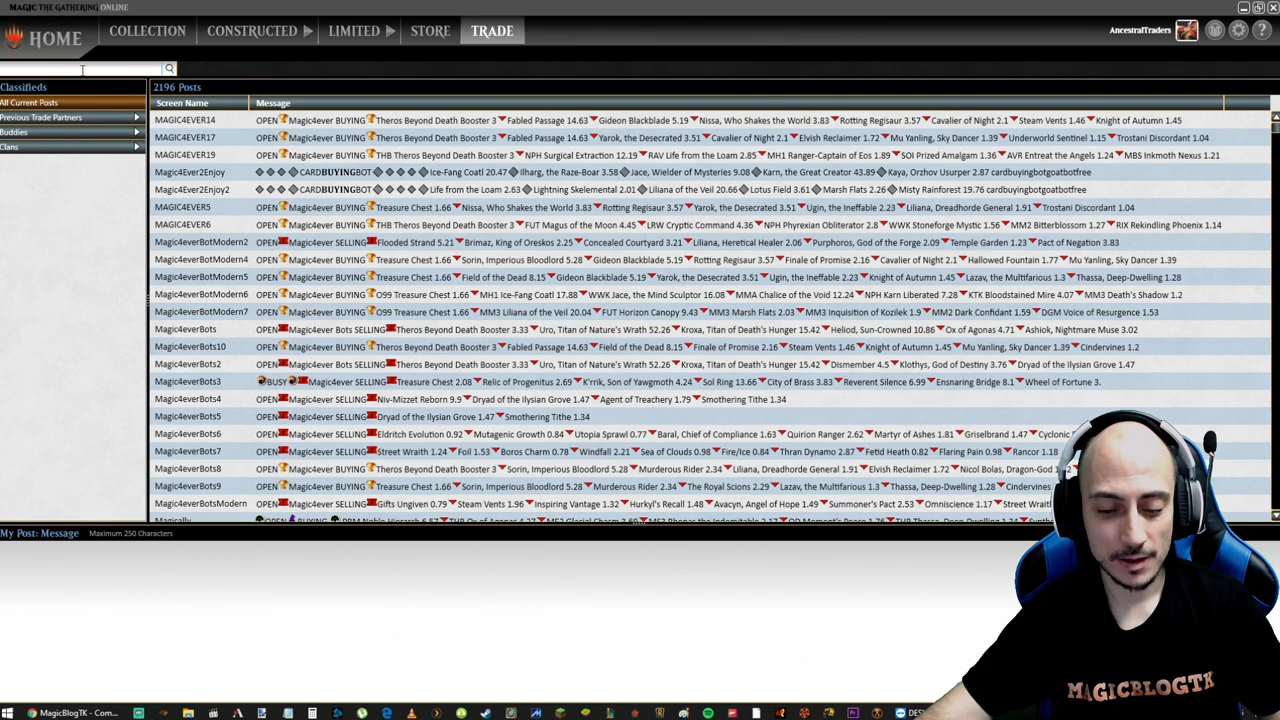 MAGIC THE GATHERING ONLINE
HOME COLLECTION CONSTRUCTED LIMITED STORE TRADE AncestralTraders
Classifieds 2196 Posts
All Current Posts Screen Name Message
Previous Trade Partners
Buddies
Clans
MAGIC4EVER14 OPEN Magic4ever BUYING Theros Beyond Death Booster 3 Fabled Passage 14.63 Gideon Blackblade 5.19 Nissa, Who Shakes the World 3.83 Rotting Regisaur 3.57 Cavalier of Night 2.1 Steam Vents 1.46 Knight of Autumn 1.45
MAGIC4EVER17 OPEN Magic4ever BUYING Theros Beyond Death Booster 3 Fabled Passage 14.63 Yarok, the Desecrated 3.51 Cavalier of Night 2.1 Elvish Reclaimer 1.72 Mu Yanling, Sky Dancer 1.39 Underworld Sentinel 1.15 Trostani Discordant 1.04
MAGIC4EVER19 OPEN Magic4ever BUYING THB Theros Beyond Death Booster 3 NPH Surgical Extraction 12.19 RAV Life from the Loam 2.85 MH1 Ranger-Captain of Eos 1.89 SOI Prized Amalgam 1.36 AVR Entreat the Angels 1.24 MBS Inkmoth Nexus 1.21
Magic4Ever2Enjoy CARDBUYINGBOT Ice-Fang Coatl 20.47 Ilharg, the Raze-Boar 3.58 Jace, Wielder of Mysteries 9.08 Karn, the Great Creator 43.89 Kaya, Orzhov Usurper 2.87 cardbuyingbotgoatbotfree
Magic4Ever2Enjoy2 CARDBUYINGBOT Life from the Loam 2.63 Lightning Skelemental 2.01 Liliana of the Veil 20.66 Lotus Field 3.61 Marsh Flats 2.26 Misty Rainforest 19.76 cardbuyingbotgoatbotfree
MAGIC4EVER5 OPEN Magic4ever BUYING Treasure Chest 1.66 Nissa, Who Shakes the World 3.83 Rotting Regisaur 3.57 Yarok, the Desecrated 3.51 Ugin, the Ineffable 2.23 Liliana, Dreadhorde General 1.91 Trostani Discordant 1.04
MAGIC4EVER6 OPEN Magic4ever BUYING Theros Beyond Death Booster 3 FUT Magus of the Moon 4.45 LRW Cryptic Command 4.36 NPH Phyrexian Obliterator 2.8 WWK Stoneforge Mystic 1.56 MM2 Bitterblossom 1.27 RIX Rekindling Phoenix 1.14
Magic4everBotModern2 OPEN Magic4ever SELLING Flooded Strand 5.21 Brimaz, King of Oreskos 2.25 Concealed Courtyard 3.21 Liliana, Heretical Healer 2.06 Purphoros, God of the Forge 2.09 Temple Garden 1.23 Pact of Negation 3.83
Magic4everBotModern4 OPEN Magic4ever BUYING Treasure Chest 1.66 Sorin, Imperious Bloodlord 5.28 Gideon Blackblade 5.19 Rotting Regisaur 3.57 Finale of Promise 2.16 Cavalier of Night 2.1 Hallowed Fountain 1.77 Mu Yanling, Sky Dancer 1.39
Magic4everBotModern5 OPEN Magic4ever BUYING Treasure Chest 1.66 Field of the Dead 8.15 Gideon Blackblade 5.19 Yarok, the Desecrated 3.51 Ugin, the Ineffable 2.23 Knight of Autumn 1.45 Lazav, the Multifarious 1.3 Thassa, Deep-Dwelling 1.28
Magic4everBotModern6 OPEN Magic4ever BUYING O99 Treasure Chest 1.66 MH1 Ice-Fang Coatl 17.88 WWK Jace, the Mind Sculptor 16.08 MMA Chalice of the Void 12.24 NPH Karn Liberated 7.28 KTK Bloodstained Mire 4.07 MM3 Death's Shadow 1.2
Magic4everBotModern7 OPEN Magic4ever BUYING O99 Treasure Chest 1.66 MM3 Liliana of the Veil 20.04 FUT Horizon Canopy 9.43 MM3 Marsh Flats 2.03 MM3 Inquisition of Kozilek 1.9 MM2 Dark Confidant 1.59 DGM Voice of Resurgence 1.53
Magic4everBots OPEN Magic4ever Bots SELLING Theros Beyond Death Booster 3.33 Uro, Titan of Nature's Wrath 52.26 Kroxa, Titan of Death's Hunger 15.42 Heliod, Sun-Crowned 10.86 Ox of Agonas 4.71 Ashiok, Nightmare Muse 3.02
Magic4everBots10 OPEN Magic4ever BUYING Theros Beyond Death Booster 3 Fabled Passage 14.63 Field of the Dead 8.15 Finale of Promise 2.16 Steam Vents 1.46 Knight of Autumn 1.45 Mu Yanling, Sky Dancer 1.39 Cindervines 1.2
Magic4everBots2 OPEN Magic4ever Bots SELLING Theros Beyond Death Booster 3.33 Uro, Titan of Nature's Wrath 52.26 Kroxa, Titan of Death's Hunger 15.42 Dismember 4.5 Klothys, God of Destiny 3.76 Dryad of the Ilysian Grove 1.47
Magic4everBots3 BUSY Magic4ever SELLING Treasure Chest 2.08 Relic of Progenitus 2.69 K'rrik, Son of Yawgmoth 4.24 Sol Ring 13.66 City of Brass 3.83 Reverent Silence 6.99 Ensnaring Bridge 8.1 Wheel of Fortune 3.
Magic4everBots4 OPEN Magic4ever SELLING Niv-Mizzet Reborn 9.9 Dryad of the Ilysian Grove 1.47 Agent of Treachery 1.79 Smothering Tithe 1.34
Magic4everBots5 OPEN Magic4ever SELLING Dryad of the Ilysian Grove 1.47 Smothering Tithe 1.34
Magic4everBots6 OPEN Magic4ever SELLING Eldritch Evolution 0.92 Mutagenic Growth 0.84 Utopia Sprawl 0.77 Baral, Chief of Compliance 1.63 Quirion Ranger 2.62 Martyr of Ashes 1.81 Griselbrand 1.47 Cyclonic
Magic4everBots7 OPEN Magic4ever SELLING Street Wraith 1.24 Foil 1.53 Boros Charm 0.78 Windfall 2.21 Sea of Clouds 0.98 Fire/Ice 0.84 Thran Dynamo 2.87 Fetid Heath 0.82 Flaring Pain 0.98 Rancor 1.18
Magic4everBots8 OPEN Magic4ever BUYING Theros Beyond Death Booster 3 Sorin, Imperious Bloodlord 5.28 Murderous Rider 2.34 Liliana, Dreadhorde General 1.91 Elvish Reclaimer 1.72 Nicol Bolas, Dragon-God
Magic4everBots9 OPEN Magic4ever BUYING Treasure Chest 1.66 Sorin, Imperious Bloodlord 5.28 Murderous Rider 2.34 The Royal Scions 2.29 Lazav, the Multifarious 1.3 Thassa, Deep-Dwelling 1.28 Cindervines
Magic4everBotsModern OPEN Magic4ever SELLING Gifts Ungiven 0.79 Steam Vents 1.96 Inspiring Vantage 1.32 Hurkyl's Recall 1.48 Avacyn, Angel of Hope 1.49 Summoner's Pact 2.53 Omniscience 1.17 Street Wraith
My Post: Message Maximum 250 Characters
MAGICBLOGTK
MagicBlogTK - Com...